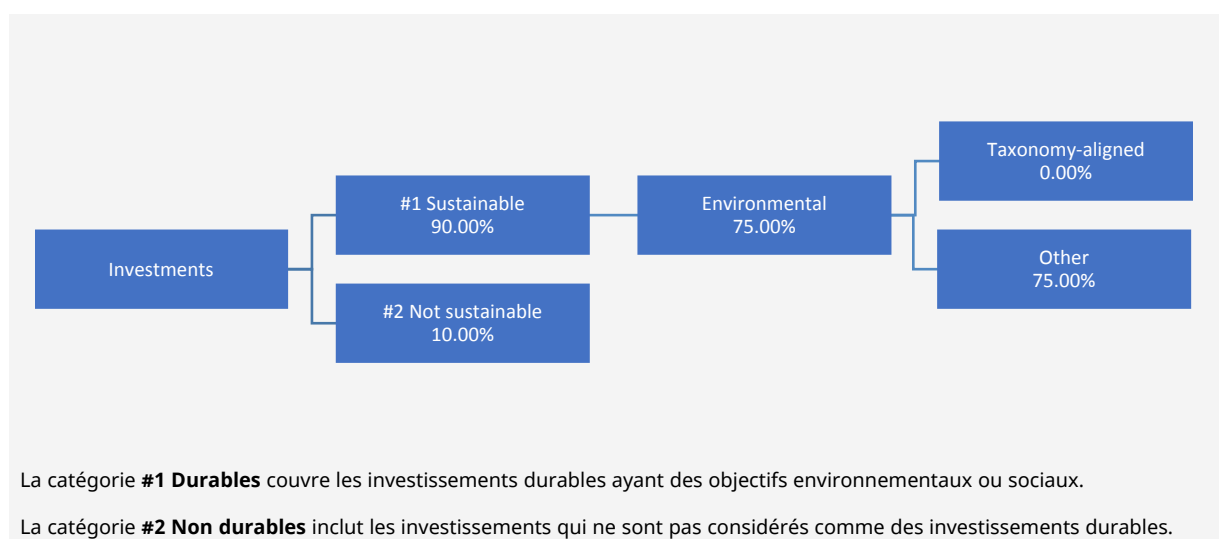 Investments
#1 Sustainable
90.00%
#2 Not sustainable
10.00%
Environmental
75.00%
Taxonomy-aligned
0.00%
Other
75.00%
La catégorie #1 Durables couvre les investissements durables ayant des objectifs environnementaux ou sociaux.
La catégorie #2 Non durables inclut les investissements qui ne sont pas considérés comme des investissements durables.